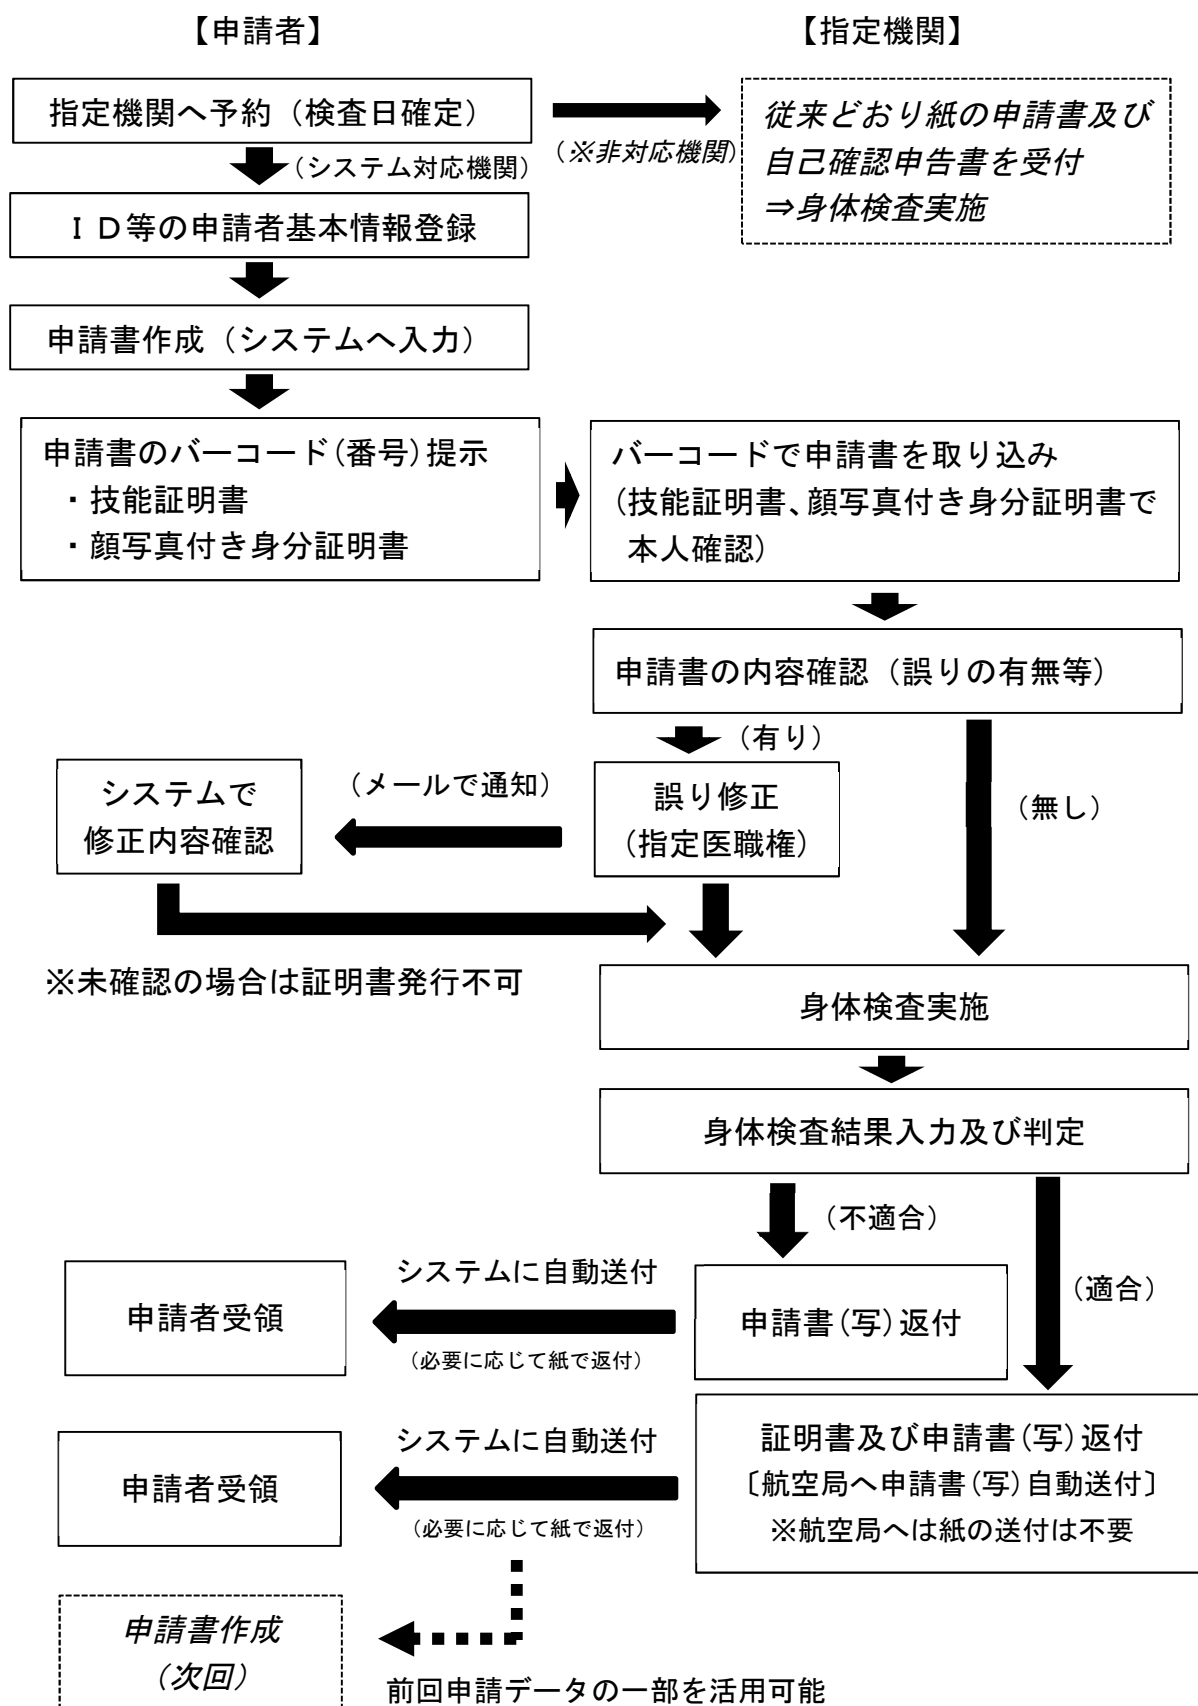 【申請者】
【指定機関】
指定機関へ予約（検査日確定）
（※非対応機関）
従来どおり紙の申請書及び
自己確認申告書を受付
⇒身体検査実施
（システム対応機関）
ＩＤ等の申請者基本情報登録
申請書作成（システムへ入力）
申請書のバーコード(番号)提示
・技能証明書
・顔写真付き身分証明書
バーコードで申請書を取り込み
(技能証明書、顔写真付き身分証明書で
本人確認)
申請書の内容確認（誤りの有無等）
（有り）
（無し）
誤り修正
(指定医職権)
（メールで通知）
システムで
修正内容確認
※未確認の場合は証明書発行不可
身体検査実施
身体検査結果入力及び判定
（不適合）
（適合）
申請書(写)返付
システムに自動送付
（必要に応じて紙で返付）
申請者受領
証明書及び申請書(写)返付
〔航空局へ申請書(写)自動送付〕
※航空局へは紙の送付は不要
システムに自動送付
（必要に応じて紙で返付）
申請者受領
申請書作成
（次回）
前回申請データの一部を活用可能